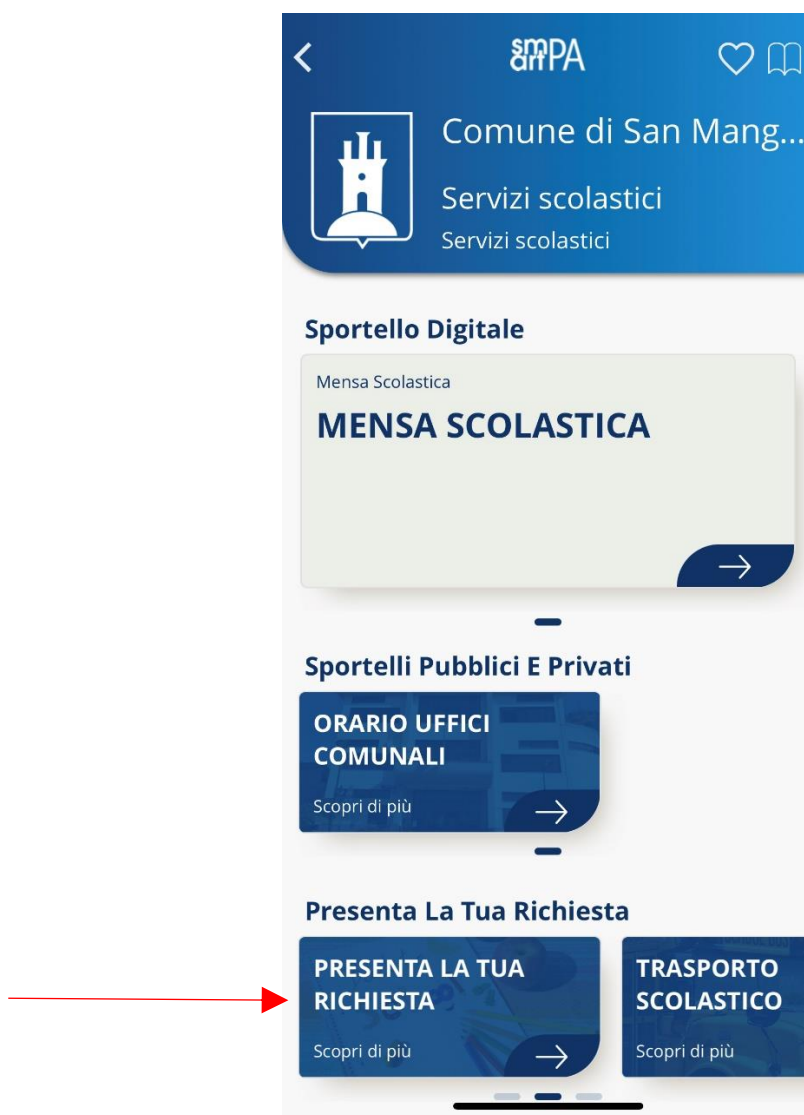 smartPA
Comune di San Mang...
Servizi scolastici
Servizi scolastici
Sportello Digitale
Mensa Scolastica
MENSA SCOLASTICA
Sportelli Pubblici E Privati
ORARIO UFFICI
COMUNALI
Scopri di più
Presenta La Tua Richiesta
PRESENTA LA TUA
RICHIESTA
Scopri di più
TRASPORTO
SCOLASTICO
Scopri di più